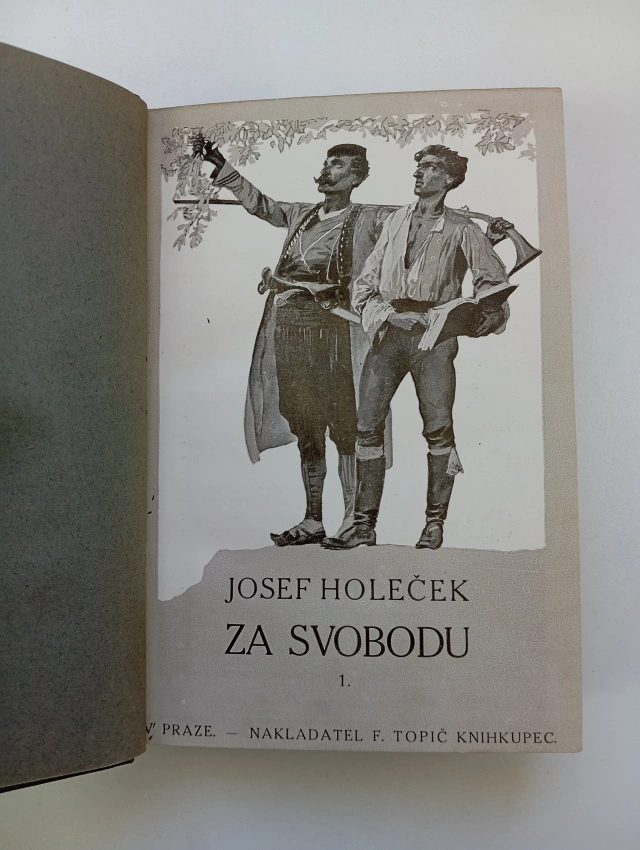 JOSEF HOLEČEK
ZA SVOBODU
1.
V PRAZE. — NAKLADATEL F. TOPIČ KNIHKUPEC.